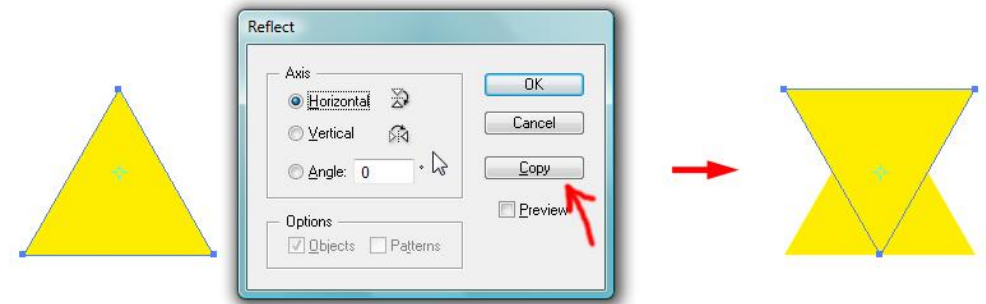 Reflect
Axis
Horizontal
Vertical
Angle: 0 °
OK
Cancel
Copy
Preview
Options
Objects Patterns